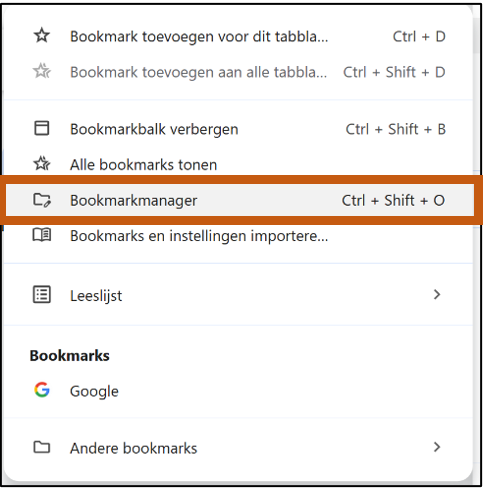 Bookmark toevoegen voor dit tabbla... Ctrl + D
Bookmark toevoegen aan alle tabbla... Ctrl + Shift + D
Bookmarkbalk verbergen Ctrl + Shift + B
Alle bookmarks tonen
Bookmarkmanager Ctrl + Shift + O
Bookmarks en instellingen importere...
Leeslijst
Bookmarks
Google
Andere bookmarks